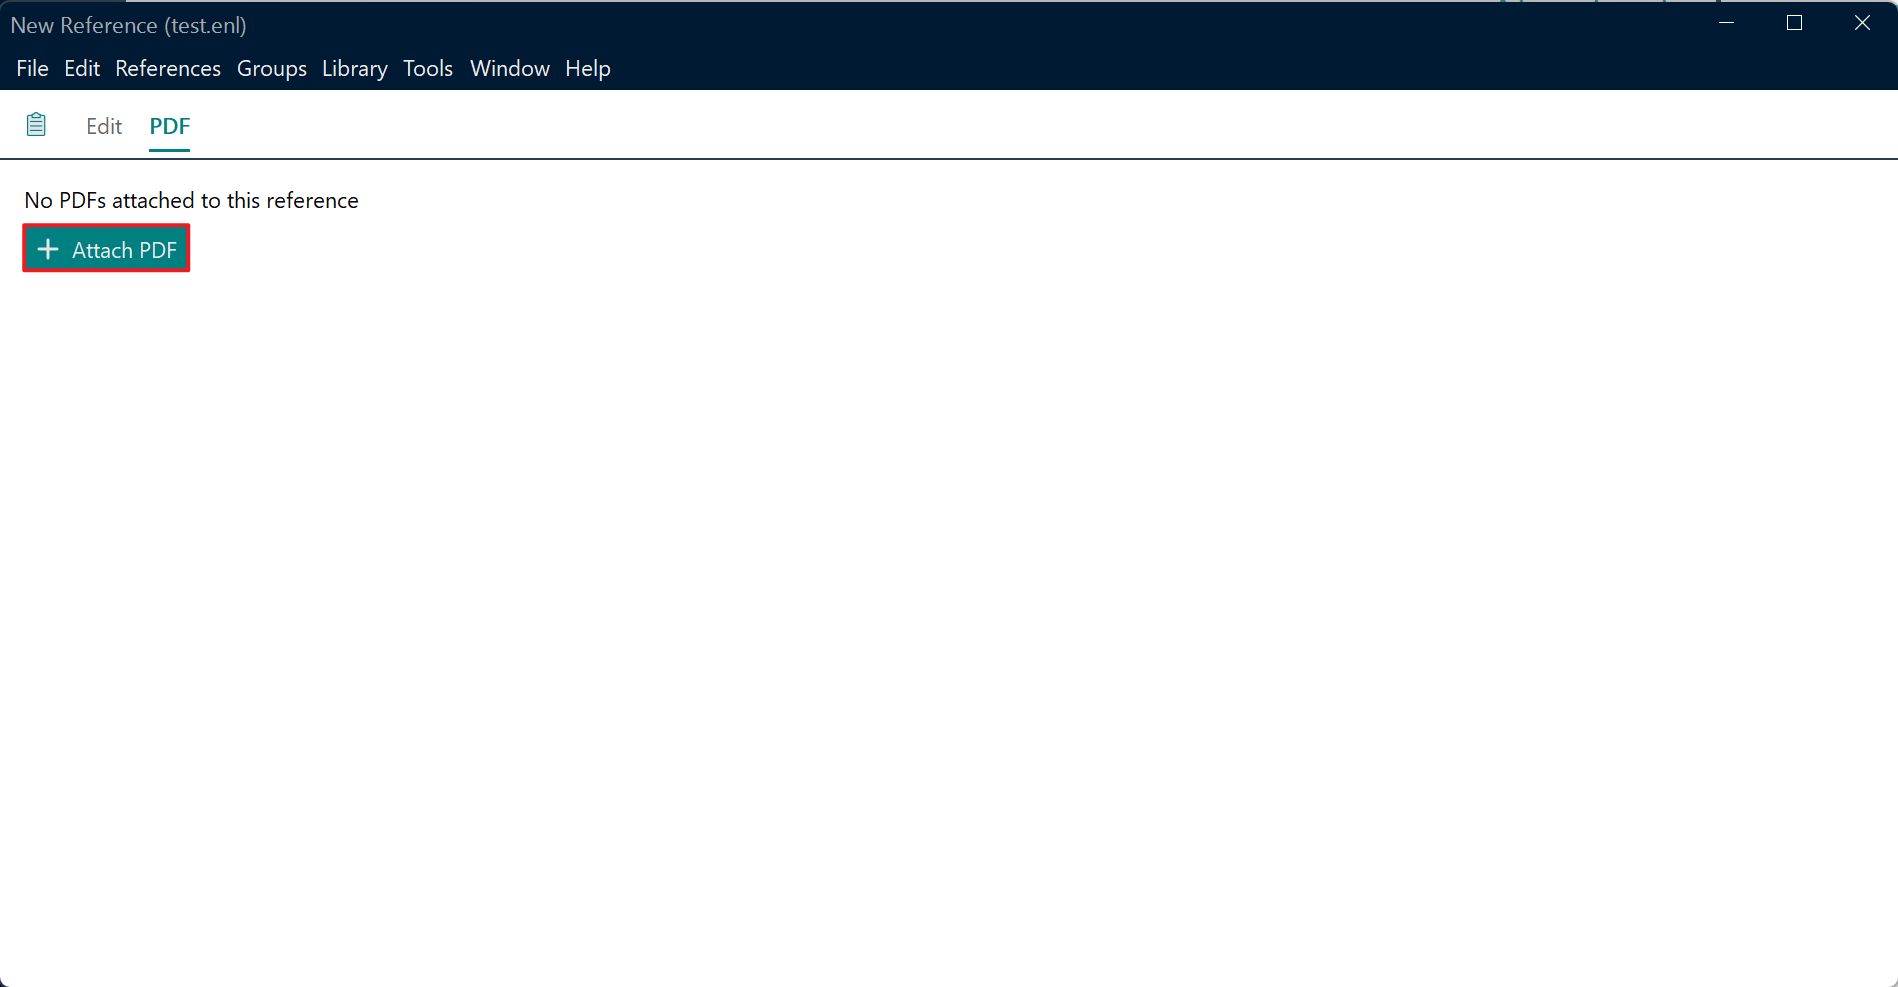 New Reference (test.enl)
File Edit References Groups Library Tools Window Help
Edit PDF
No PDFs attached to this reference
Attach PDF